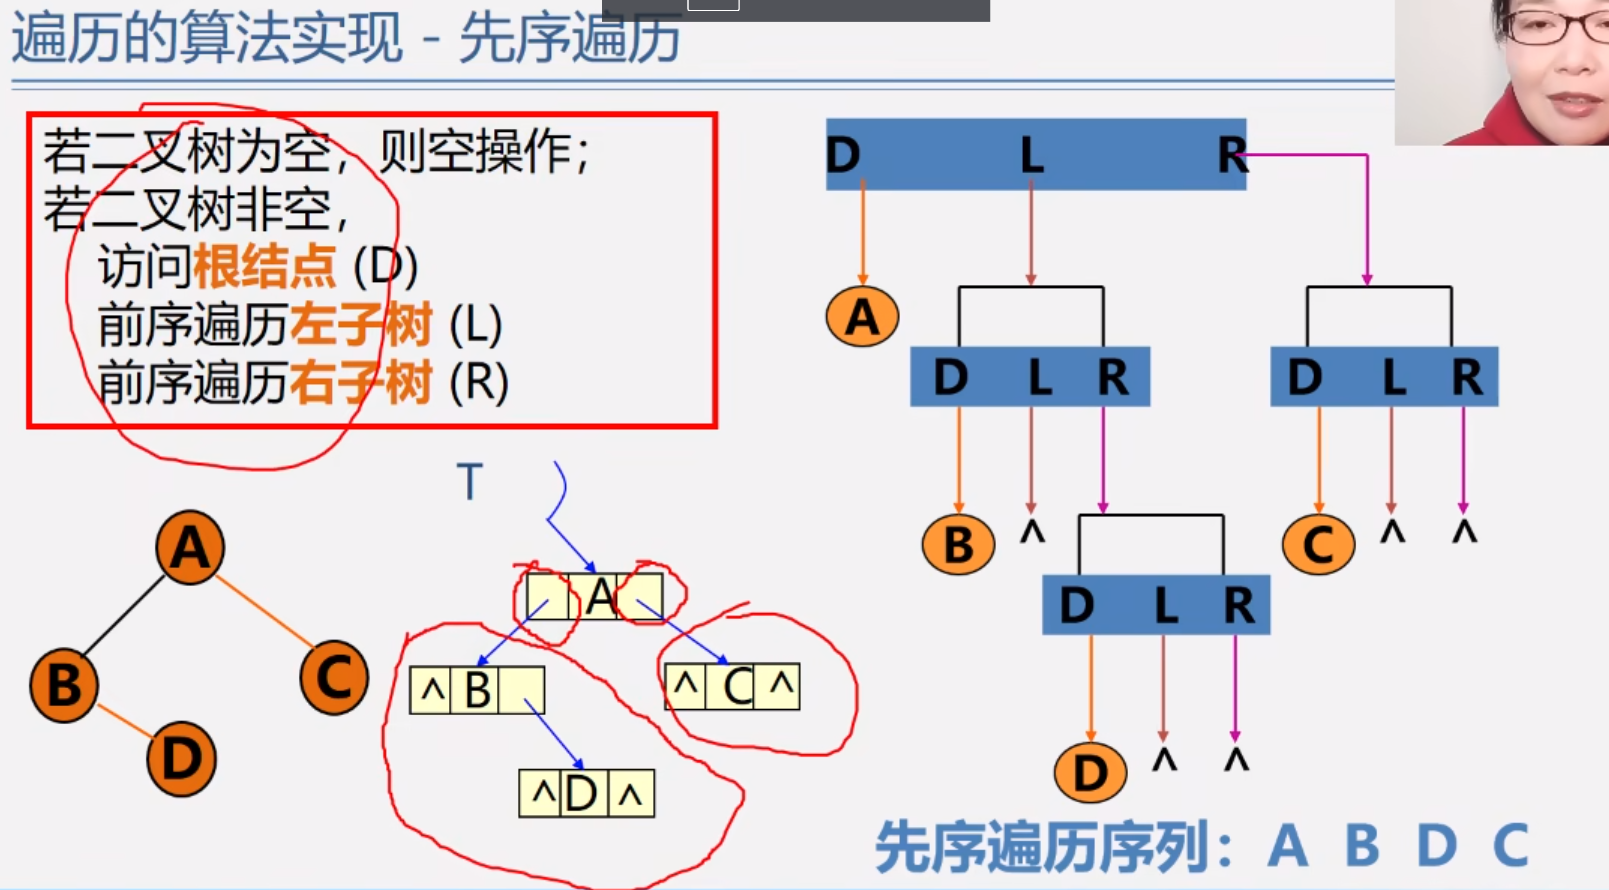 遍历的算法实现 - 先序遍历
若二叉树为空，则空操作；
若二叉树非空，
访问根结点 (D)
前序遍历左子树 (L)
前序遍历右子树 (R)
D L R
A
D L R
D L R
B ^
C ^ ^
D L R
D ^ ^
T
A
^ B
^ C ^
^ D ^
A
B
C
D
先序遍历序列：A B D C